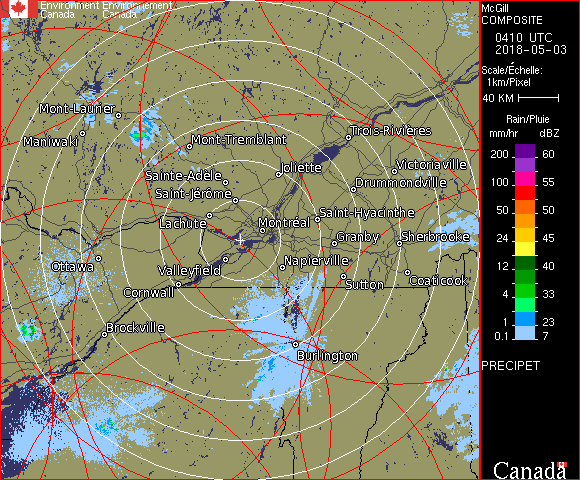 Environment Environnement
Canada Canada
McGill
COMPOSITE
0410 UTC
2018-05-03
Scale/Échelle:
1km/Pixel
40 KM
Rain/Pluie
mm/hr dBZ
200 60
150 57
100 55
50 50
24 45
12 40
4 33
1 23
0.1 7
PRECIPET
Canada
Mont-Laurier
Maniwaki
Mont-Tremblant
Trois-Rivières
Sainte-Adèle
Joliette
Victoriaville
Saint-Jérôme
Drummondville
Lachute
Montréal
Saint-Hyacinthe
Granby
Sherbrooke
Ottawa
Valleyfield
Napierville
Cornwall
Sutton
Coaticook
Brockville
Burlington